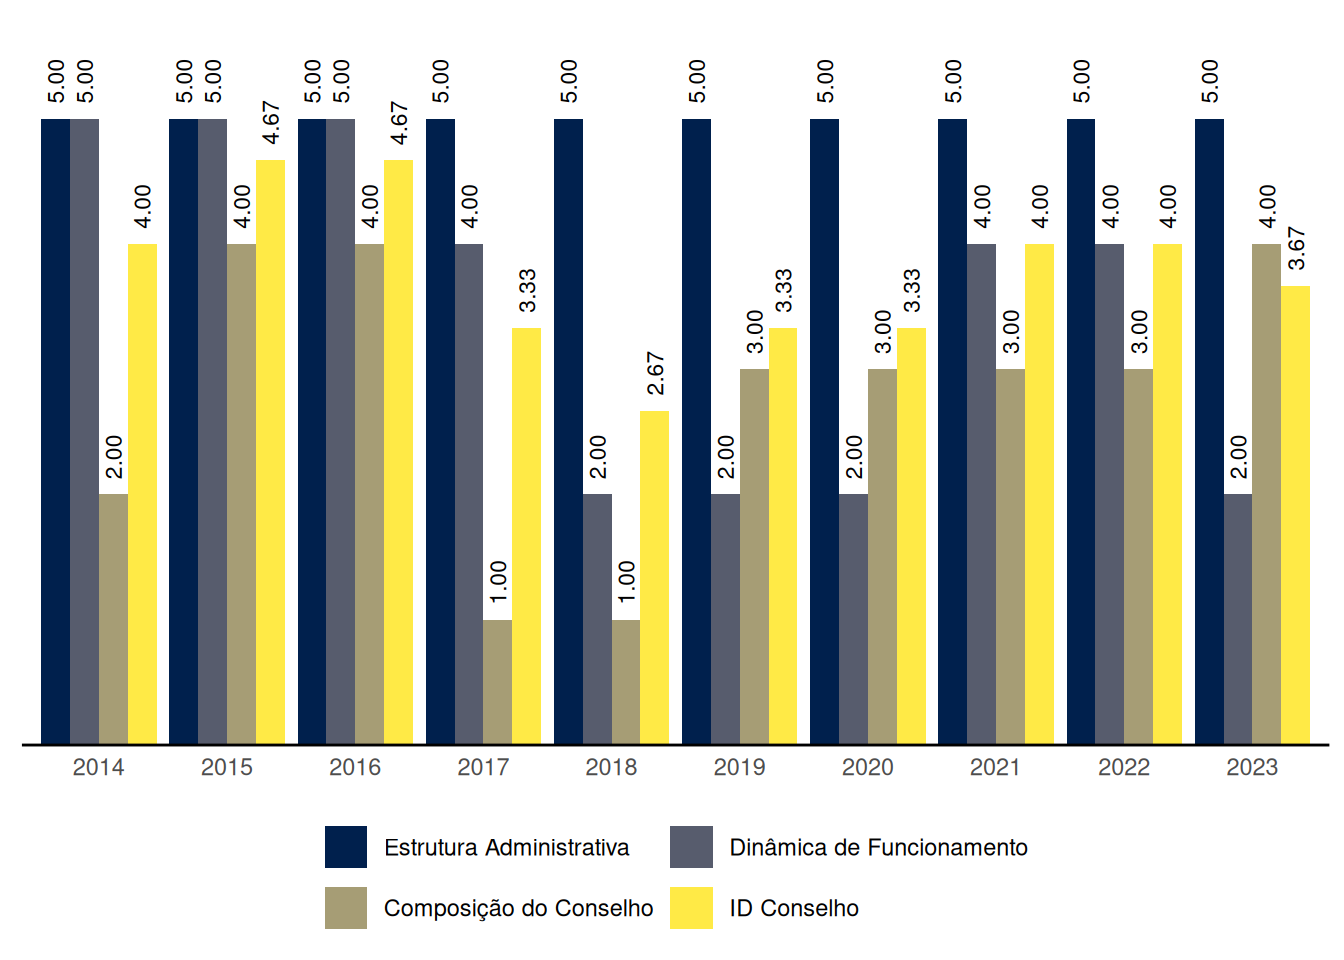 5.00 5.00 2.00 4.00
5.00 5.00 4.00 4.67
5.00 5.00 4.00 4.67
5.00 4.00 1.00 3.33
5.00 2.00 1.00 2.67
5.00 2.00 3.00 3.33
5.00 2.00 3.00 3.33
5.00 4.00 3.00 4.00
5.00 4.00 3.00 4.00
5.00 2.00 4.00 3.67
2014 2015 2016 2017 2018 2019 2020 2021 2022 2023
Estrutura Administrativa Dinâmica de Funcionamento
Composição do Conselho ID Conselho